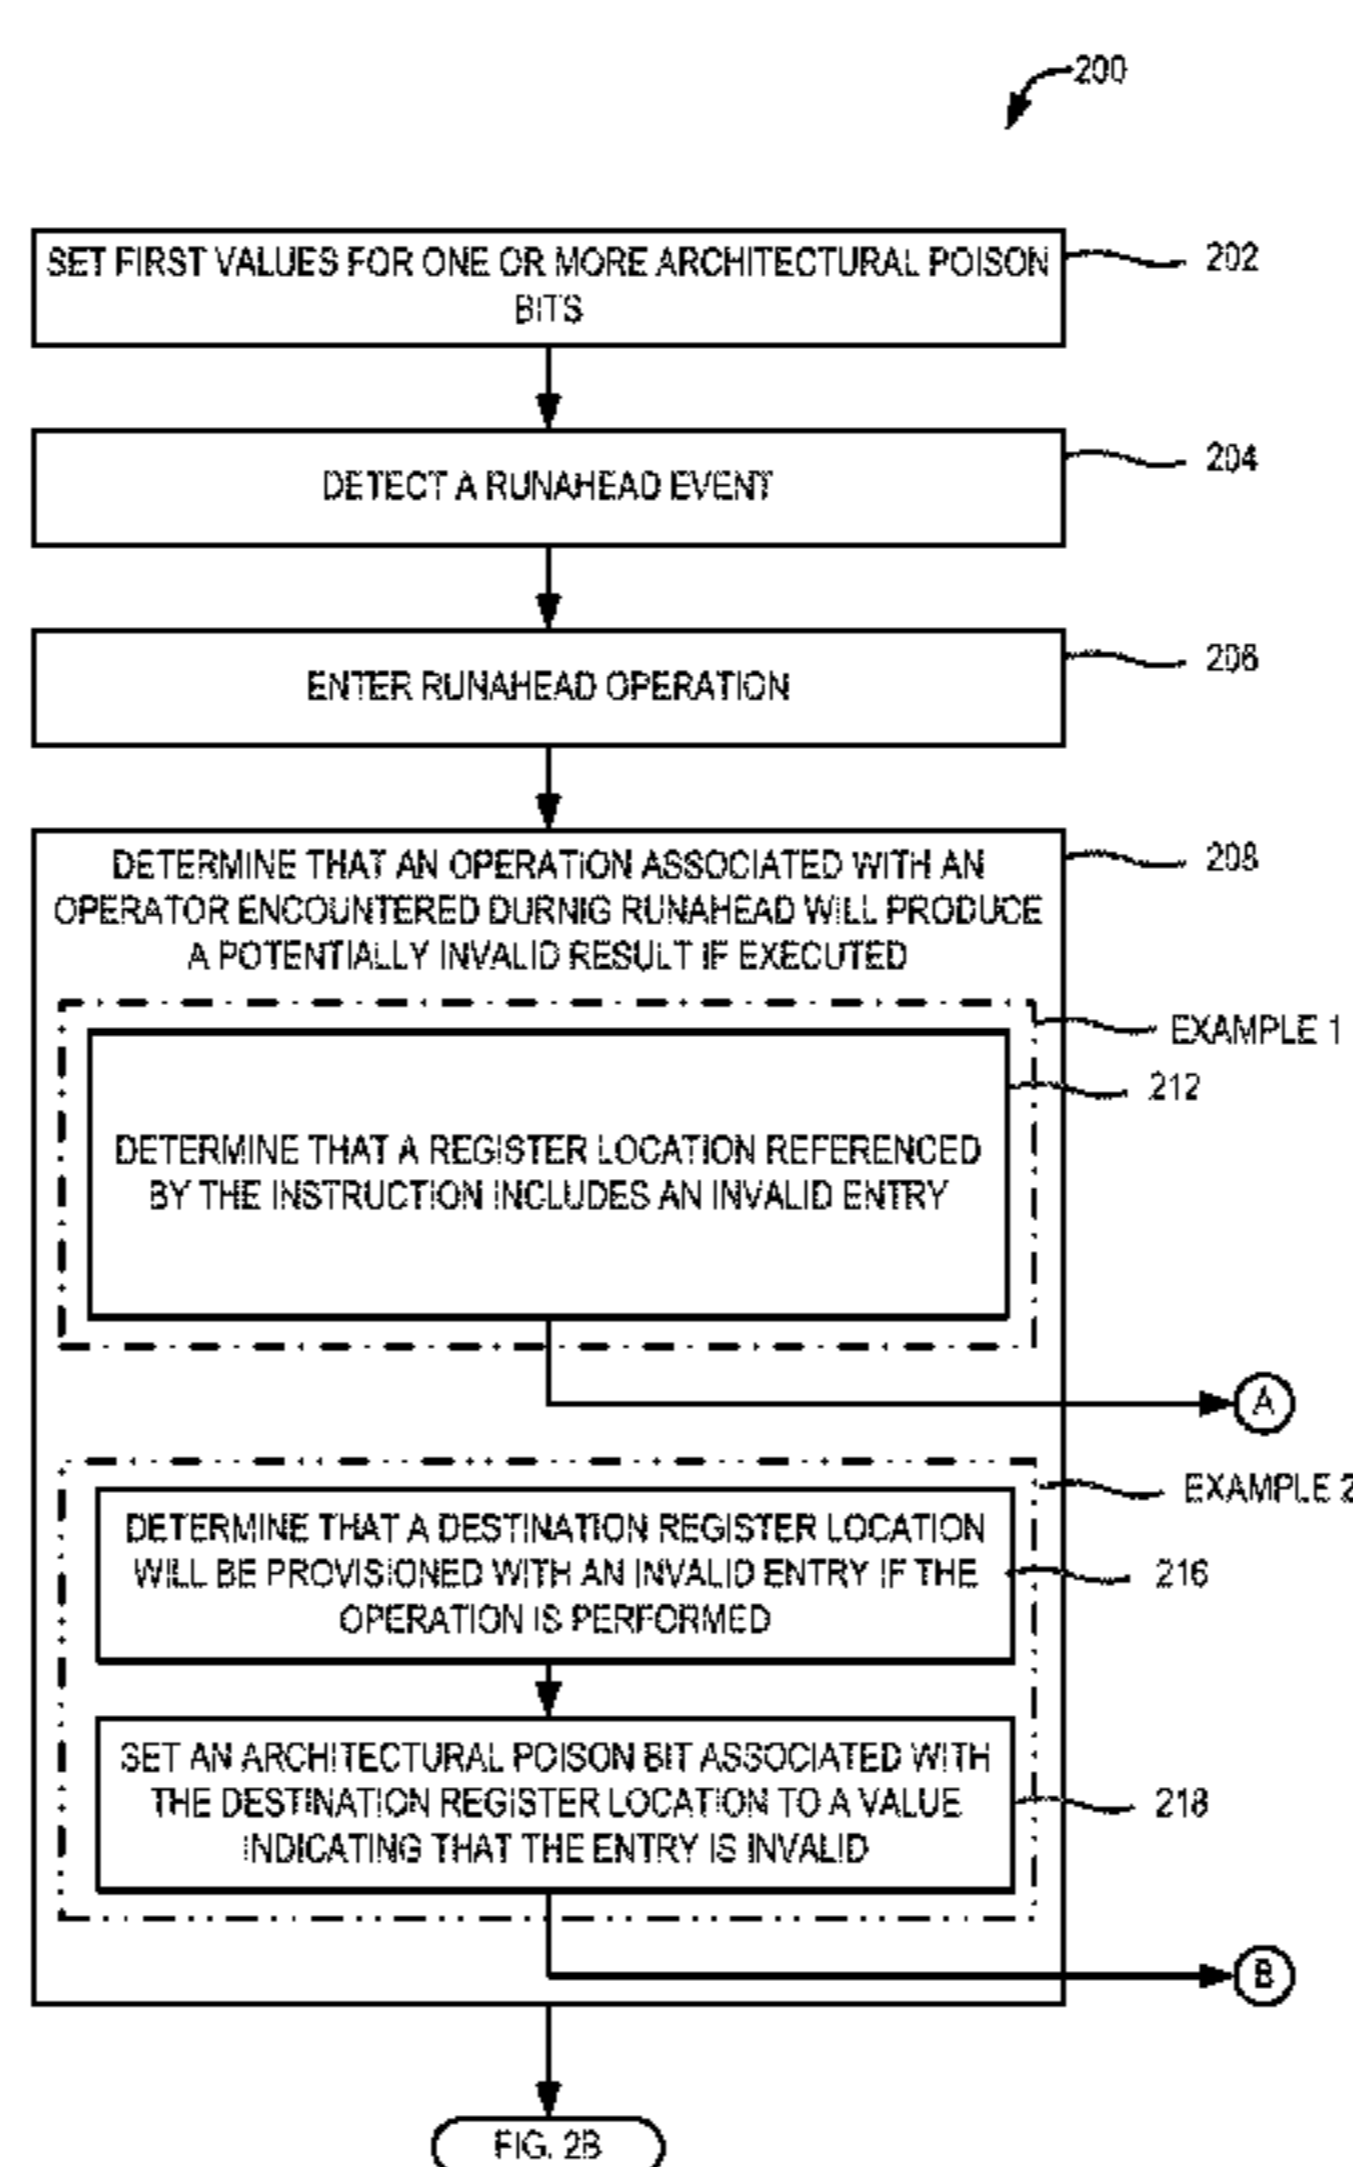 200
SET FIRST VALUES FOR ONE OR MORE ARCHITECTURAL POISON
BITS
202
DETECT A RUNAHEAD EVENT
204
ENTER RUNAHEAD OPERATION
206
DETERMINE THAT AN OPERATION ASSOCIATED WITH AN
OPERATOR ENCOUNTERED DURNIG RUNAHEAD WILL PRODUCE
A POTENTIALLY INVALID RESULT IF EXECUTED
208
EXAMPLE 1
212
DETERMINE THAT A REGISTER LOCATION REFERENCED
BY THE INSTRUCTION INCLUDES AN INVALID ENTRY
A
EXAMPLE 2
DETERMINE THAT A DESTINATION REGISTER LOCATION
WILL BE PROVISIONED WITH AN INVALID ENTRY IF THE
OPERATION IS PERFORMED
216
SET AN ARCHITECTURAL POISON BIT ASSOCIATED WITH
THE DESTINATION REGISTER LOCATION TO A VALUE
INDICATING THAT THE ENTRY IS INVALID
218
B
FIG. 2B